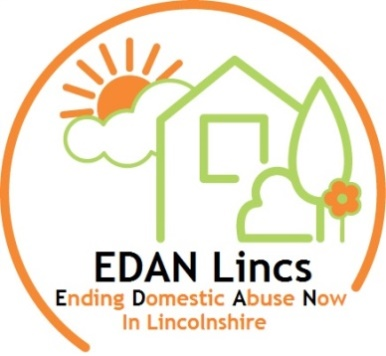 EDAN Lincs
Ending Domestic Abuse Now
In Lincolnshire